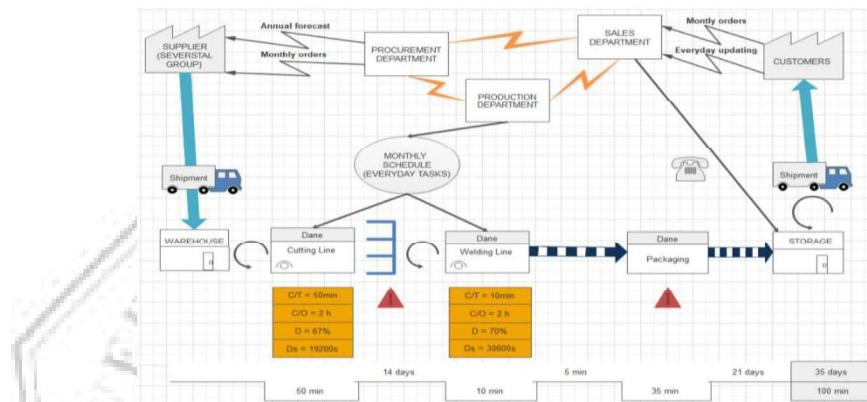 Annual forecast
Monthly orders
SUPPLIER
(SEVERSTAL
GROUP)
PROCUREMENT
DEPARTMENT
SALES
DEPARTMENT
Montly orders
Everyday updating
CUSTOMERS
PRODUCTION
DEPARTMENT
MONTHLY
SCHEDULE
(EVERYDAY TASKS)
Shipment
Shipment
WAREHOUSE
Dane
Cutting Line
Dane
Welding Line
Dane
Packaging
STORAGE
C/T = 50min
C/O = 2 h
D = 67%
Ds = 19200s
C/T = 10min
C/O = 2 h
D = 70%
Ds = 30600s
14 days
5 min
21 days
35 days
50 min
10 min
35 min
100 min